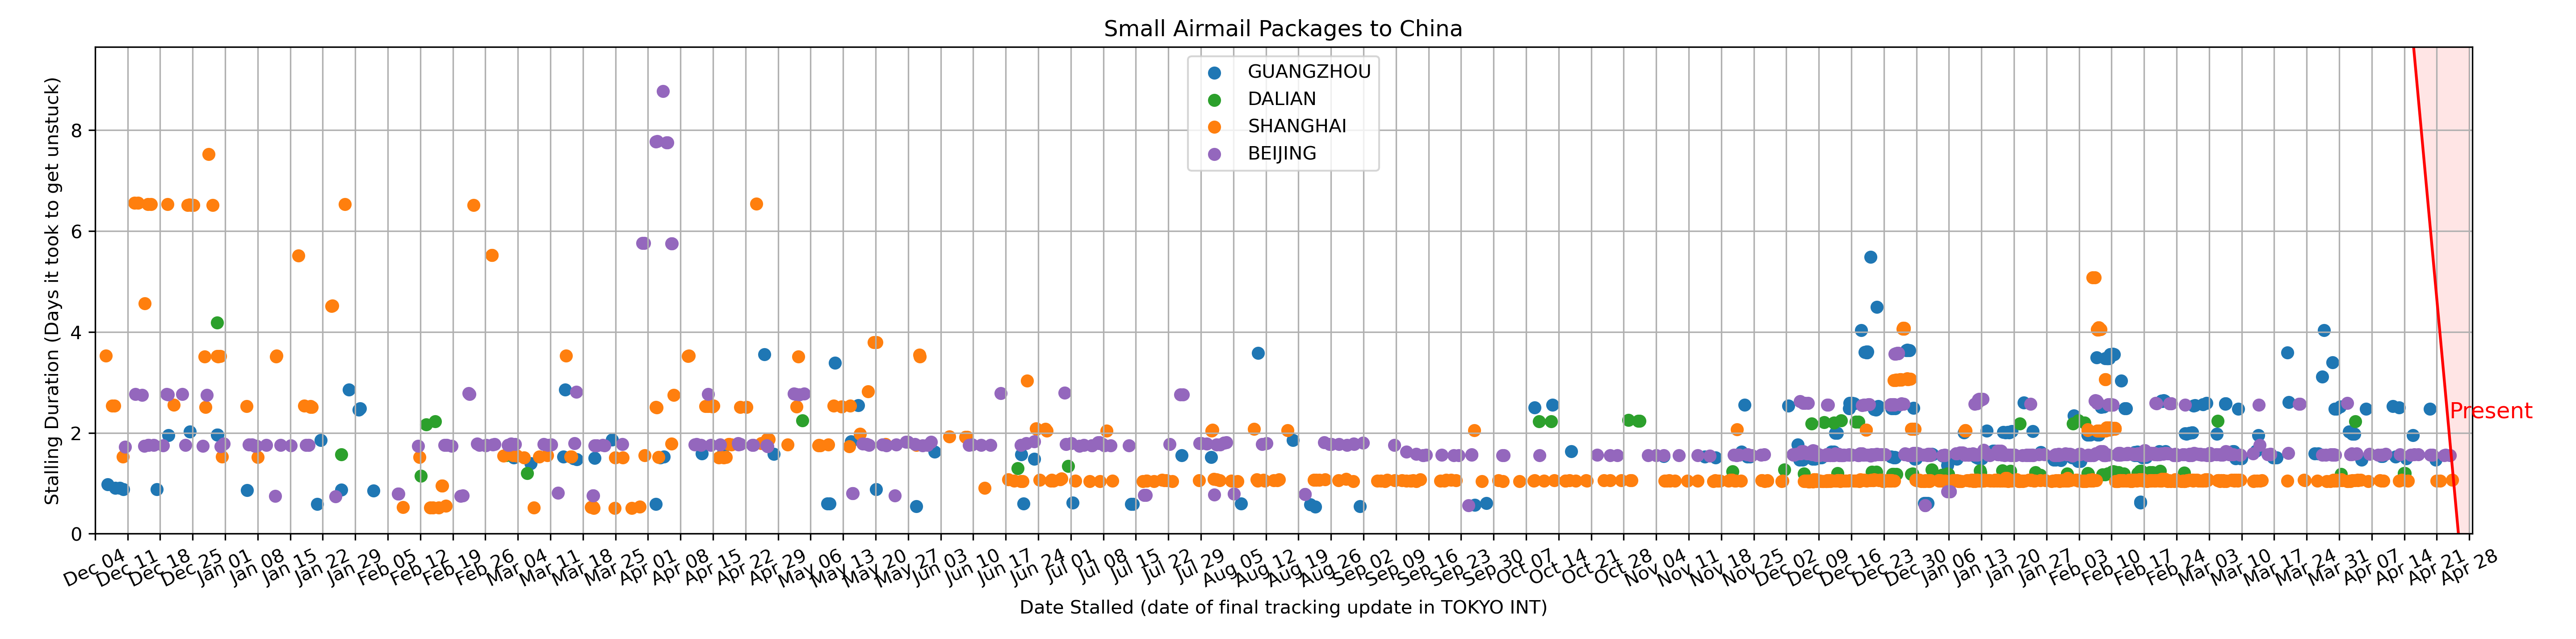 Small Airmail Packages to China
GUANGZHOU
DALIAN
SHANGHAI
BEIJING
Stalling Duration (Days it took to get unstuck)
8
6
4
2
0
Present
Dec 04
Dec 11
Dec 18
Dec 25
Jan 01
Jan 08
Jan 15
Jan 22
Jan 29
Feb 05
Feb 12
Feb 19
Feb 26
Mar 04
Mar 11
Mar 18
Mar 25
Apr 01
Apr 08
Apr 15
Apr 22
Apr 29
May 06
May 13
May 20
May 27
Jun 03
Jun 10
Jun 17
Jun 24
Jul 01
Jul 08
Jul 15
Jul 22
Jul 29
Aug 05
Aug 12
Aug 19
Aug 26
Sep 02
Sep 09
Sep 16
Sep 23
Sep 30
Oct 07
Oct 14
Oct 21
Oct 28
Nov 04
Nov 11
Nov 18
Nov 25
Dec 02
Dec 09
Dec 16
Dec 23
Dec 30
Jan 06
Jan 13
Jan 20
Jan 27
Feb 03
Feb 10
Feb 17
Feb 24
Mar 03
Mar 10
Mar 17
Mar 24
Mar 31
Apr 07
Apr 14
Apr 21
Apr 28
Date Stalled (date of final tracking update in TOKYO INT)